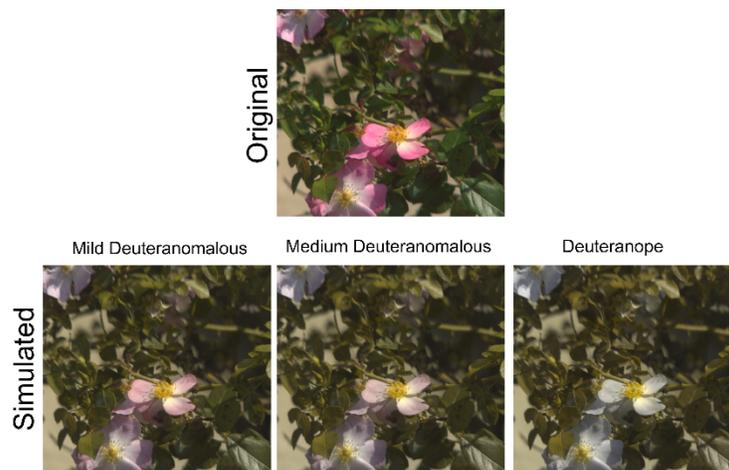 Original
Mild Deuteranomalous
Medium Deuteranomalous
Deuteranope
Simulated